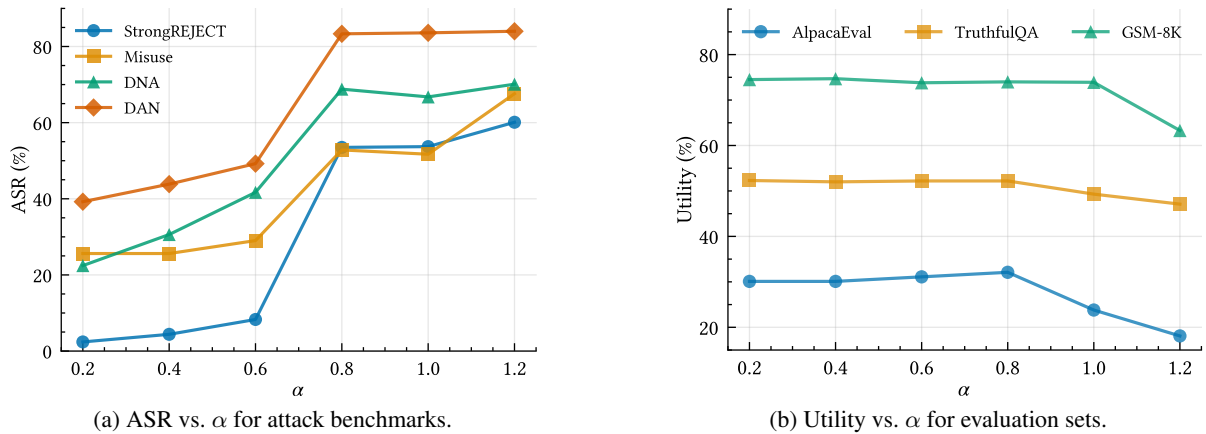 StrongREJECT
Misuse
DNA
DAN
ASR (%)
80
60
40
20
0
0.2 0.4 0.6 0.8 1.0 1.2
α
(a) ASR vs. α for attack benchmarks.
AlpacaEval TruthfulQA GSM-8K
Utility (%)
80
60
40
20
0.2 0.4 0.6 0.8 1.0 1.2
α
(b) Utility vs. α for evaluation sets.